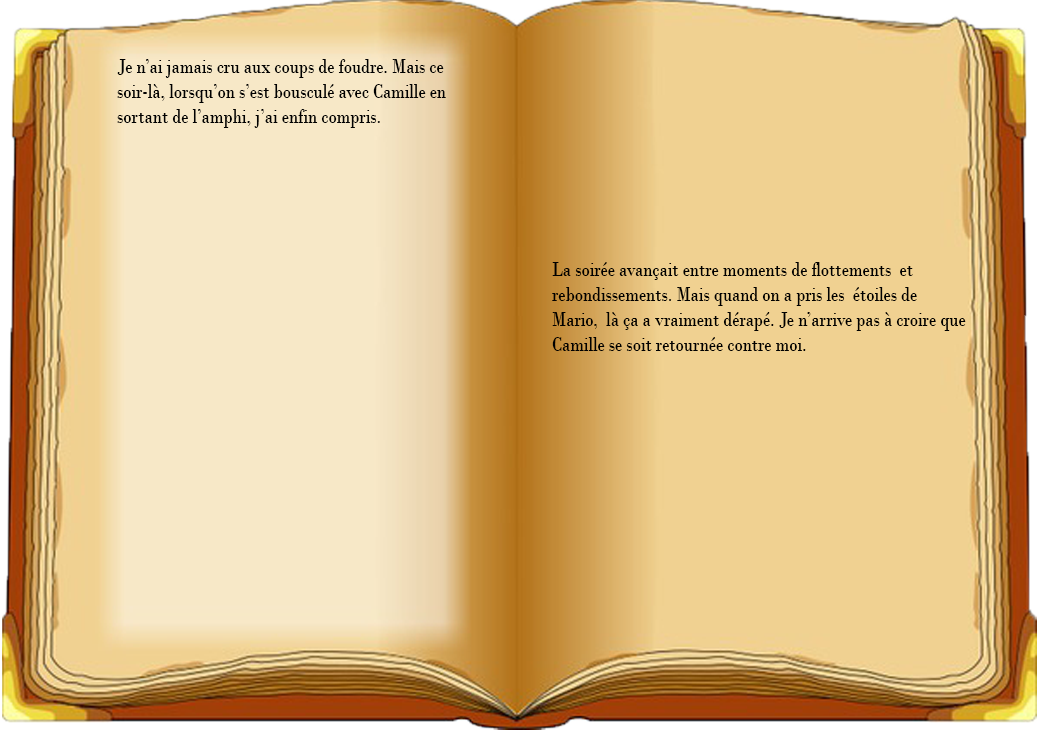 Je n’ai jamais cru aux coups de foudre. Mais ce
soir-là, lorsqu’on s’est bousculé avec Camille en
sortant de l’amphi, j’ai enfin compris.
La soirée avançait entre moments de flottements  et
rebondissements. Mais quand on a pris les  étoiles de
Mario,  là ça a vraiment dérapé. Je n’arrive pas à croire que
Camille se soit retournée contre moi.